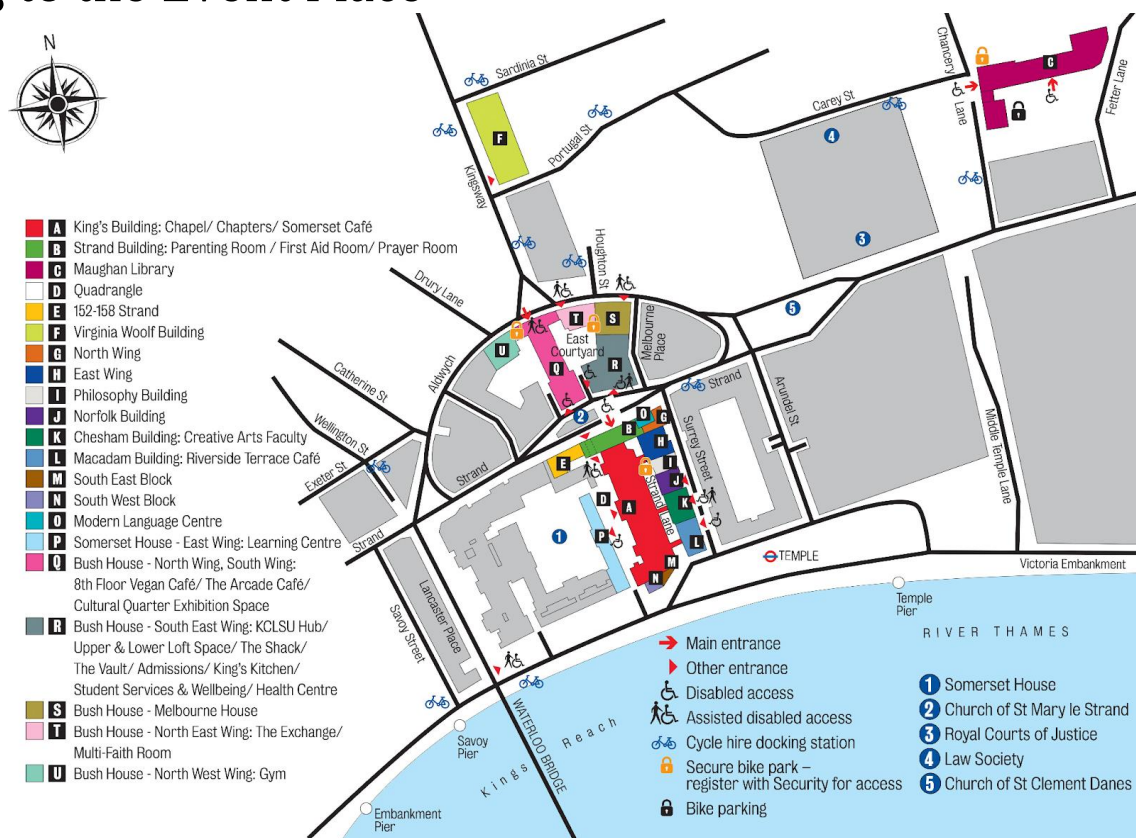 N
Sardinia St
Portugal St
Kingsway
Carey St
Chancery
Lane
Fetter Lane
C
F
4
3
5
Houghton St
Drury Lane
Aldwych
Catherine St
Wellington St
Exeter St
Strand
Strand
Strand
Melbourne
Place
East
Courtyard
T
S
U
Q
R
2
B
O
G
E
H
I
J
K
L
M
N
D
A
P
1
Strand Lane
Surrey Street
Arundel St
Middle Temple Lane
Lancaster Place
Savoy Street
TEMPLE
Victoria Embankment
Temple
Pier
RIVER THAMES
WATERLOO BRIDGE
Kings Reach
Savoy
Pier
Embankment
Pier
A King's Building: Chapel/ Chapters/ Somerset Café
B Strand Building: Parenting Room / First Aid Room/ Prayer Room
C Maughan Library
D Quadrangle
E 152-158 Strand
F Virginia Woolf Building
G North Wing
H East Wing
I Philosophy Building
J Norfolk Building
K Chesham Building: Creative Arts Faculty
L Macadam Building: Riverside Terrace Café
M South East Block
N South West Block
O Modern Language Centre
P Somerset House - East Wing: Learning Centre
Q Bush House - North Wing, South Wing:
8th Floor Vegan Café/ The Arcade Café/
Cultural Quarter Exhibition Space
R Bush House - South East Wing: KCLSU Hub/
Upper & Lower Loft Space/ The Shack/
The Vault/ Admissions/ King's Kitchen/
Student Services & Wellbeing/ Health Centre
S Bush House - Melbourne House
T Bush House - North East Wing: The Exchange/
Multi-Faith Room
U Bush House - North West Wing: Gym
Main entrance
Other entrance
Disabled access
Assisted disabled access
Cycle hire docking station
Secure bike park –
register with Security for access
Bike parking
1 Somerset House
2 Church of St Mary le Strand
3 Royal Courts of Justice
4 Law Society
5 Church of St Clement Danes